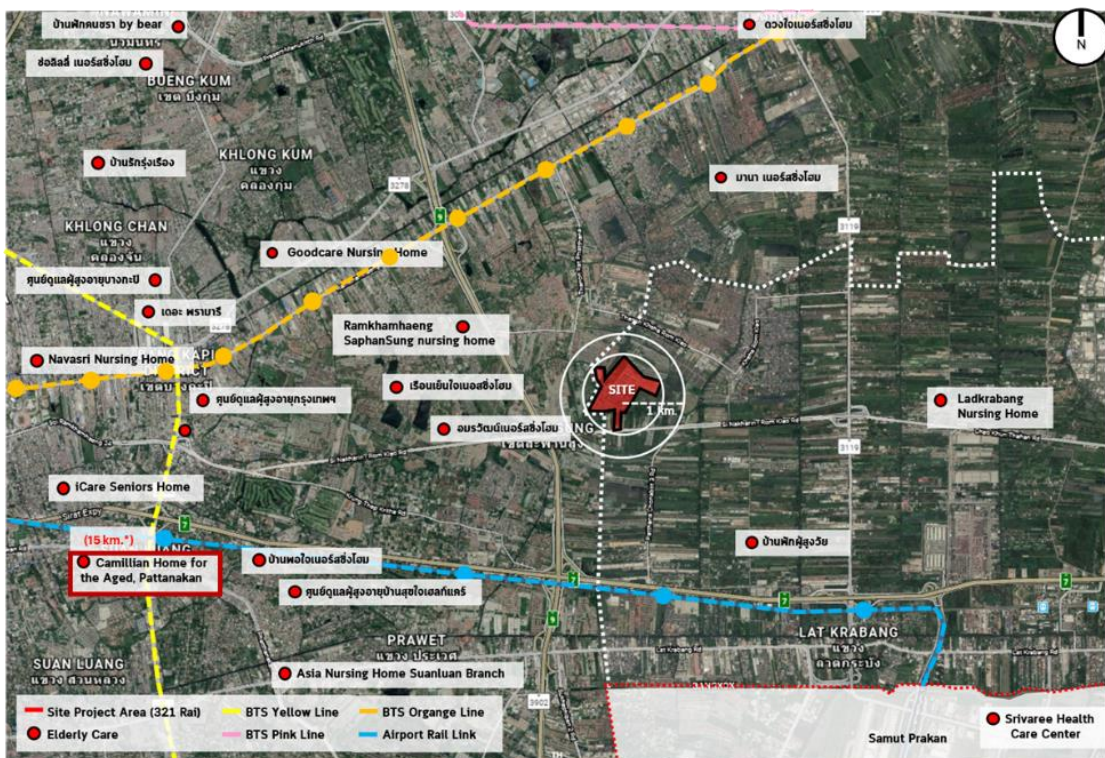 บ้านพักคนชรา by bear
ดวงใจเนอร์สซิ่งโฮม
N
ช่อลิลลี่ เนอร์สซิ่งโฮม
BUENG KUM
เขต บึงกุ่ม
บ้านรักรุ่งเรือง
KHLONG KUM
แขวง
คลองกุ่ม
3278
มานา เนอร์สซิ่งโฮม
9
3119
KHLONG CHAN
แขวง
คลองจั่น
Goodcare Nursing Home
ศูนย์ดูแลผู้สูงอายุบางกะปิ
เดอะ พรามารี
Ramkhamhaeng
SaphanSung nursing home
Navasri Nursing Home
เรือนเย็นใจเนอสซิ่งโฮม
SITE
1 km.
ศูนย์ดูแลผู้สูงอายุกรุงเทพฯ
Ladkrabang
Nursing Home
อมรวัฒน์เนอร์สซิ่งโฮม
3119
iCare Seniors Home
Sirat Expy
7
(15 km.*)
Camillian Home for
the Aged, Pattanakan
บ้านพอใจเนอร์สซิ่งโฮม
บ้านพักผู้สูงวัย
ศูนย์ดูแลผู้สูงอายุบ้านสุขใจเฮลท์แคร์
7
7
7
9
PRAWET
แขวง ประเวศ
LAT KRABANG
แขวง
ลาดกระบัง
SUAN LUANG
แขวง สวนหลวง
Asia Nursing Home Suanluan Branch
3902
Site Project Area (321 Rai)
BTS Yellow Line
BTS Organge Line
Elderly Care
BTS Pink Line
Airport Rail Link
Samut Prakan
Srivaree Health
Care Center